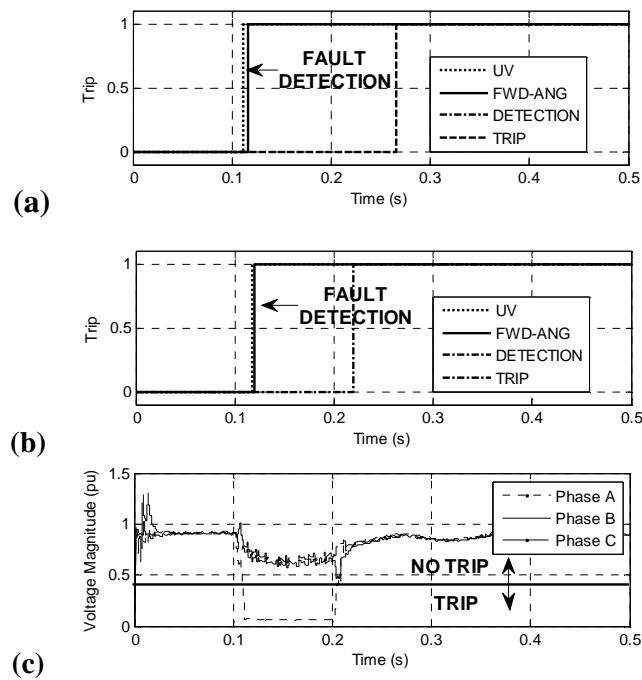 1
0.5
0
Trip
FAULT
DETECTION
UV
FWD-ANG
DETECTION
TRIP
0 0.1 0.2 0.3 0.4 0.5
Time (s)
(a)
1
0.5
0
Trip
FAULT
DETECTION
UV
FWD-ANG
DETECTION
TRIP
0 0.1 0.2 0.3 0.4 0.5
Time (s)
(b)
1.5
1
0.5
0
Voltage Magnitude (pu)
Phase A
Phase B
Phase C
NO TRIP
TRIP
0 0.1 0.2 0.3 0.4 0.5
Time (s)
(c)